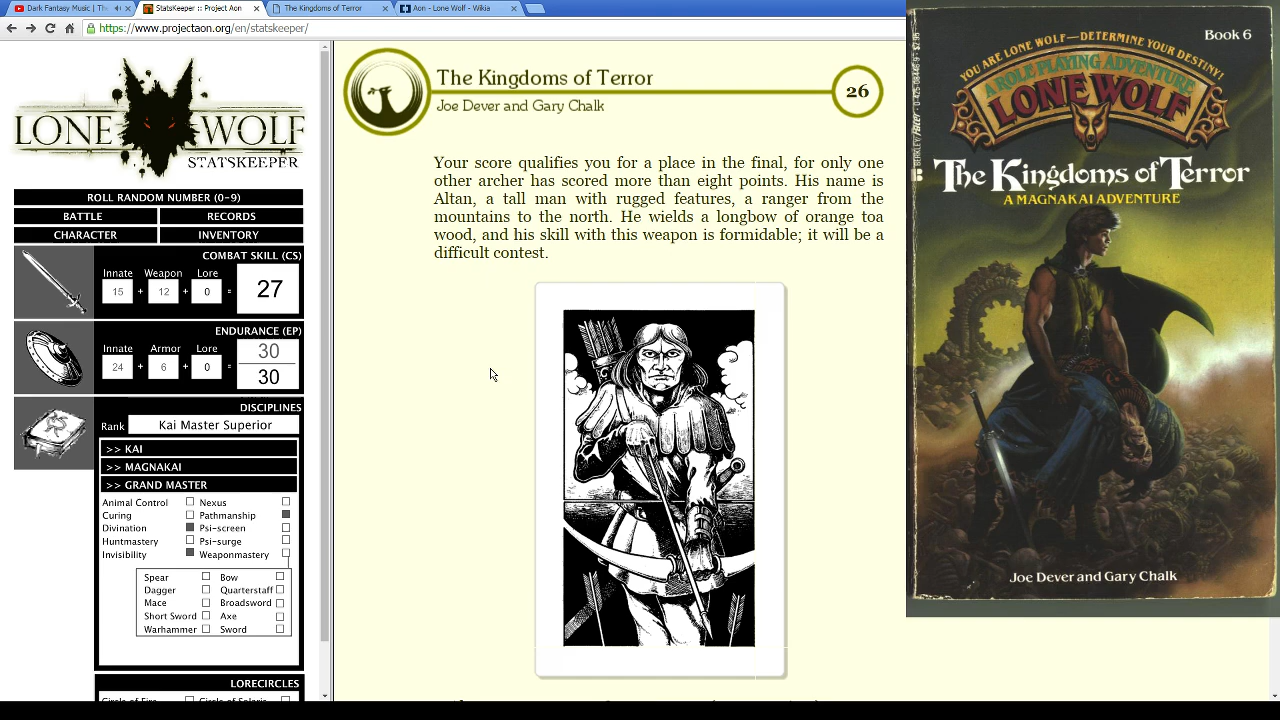 Dark Fantasy Music | Th
StatsKeeper :: Project Aon
The Kingdoms of Terror
Aon - Lone Wolf - Wikia
https://www.projectaon.org/en/statskeeper/
LONE WOLF
STATSKEEPER
ROLL RANDOM NUMBER (0-9)
BATTLE
RECORDS
CHARACTER
INVENTORY
COMBAT SKILL (CS)
Innate Weapon Lore
15 + 12 + 0 = 27
ENDURANCE (EP)
Innate Armor Lore
30
24 + 6 + 0 =
30
DISCIPLINES
Rank Kai Master Superior
>> KAI
>> MAGNAKAI
>> GRAND MASTER
Animal Control Nexus
Curing Pathmanship
Divination Psi-screen
Huntmastery Psi-surge
Invisibility Weaponmastery
Spear Bow
Dagger Quarterstaff
Mace Broadsword
Short Sword Axe
Warhammer Sword
LORECIRCLES
Circle of Fire Circle of Solaris
The Kingdoms of Terror
Joe Dever and Gary Chalk
26
Your score qualifies you for a place in the final, for only one
other archer has scored more than eight points. His name is
Altan, a tall man with rugged features, a ranger from the
mountains to the north. He wields a longbow of orange toa
wood, and his skill with this weapon is formidable; it will be a
difficult contest.
Book 6
YOU ARE LONE WOLF—DETERMINE YOUR DESTINY!
A ROLE PLAYING ADVENTURE
LONE WOLF
The Kingdoms of Terror
A MAGNAKAI ADVENTURE
Joe Dever and Gary Chalk